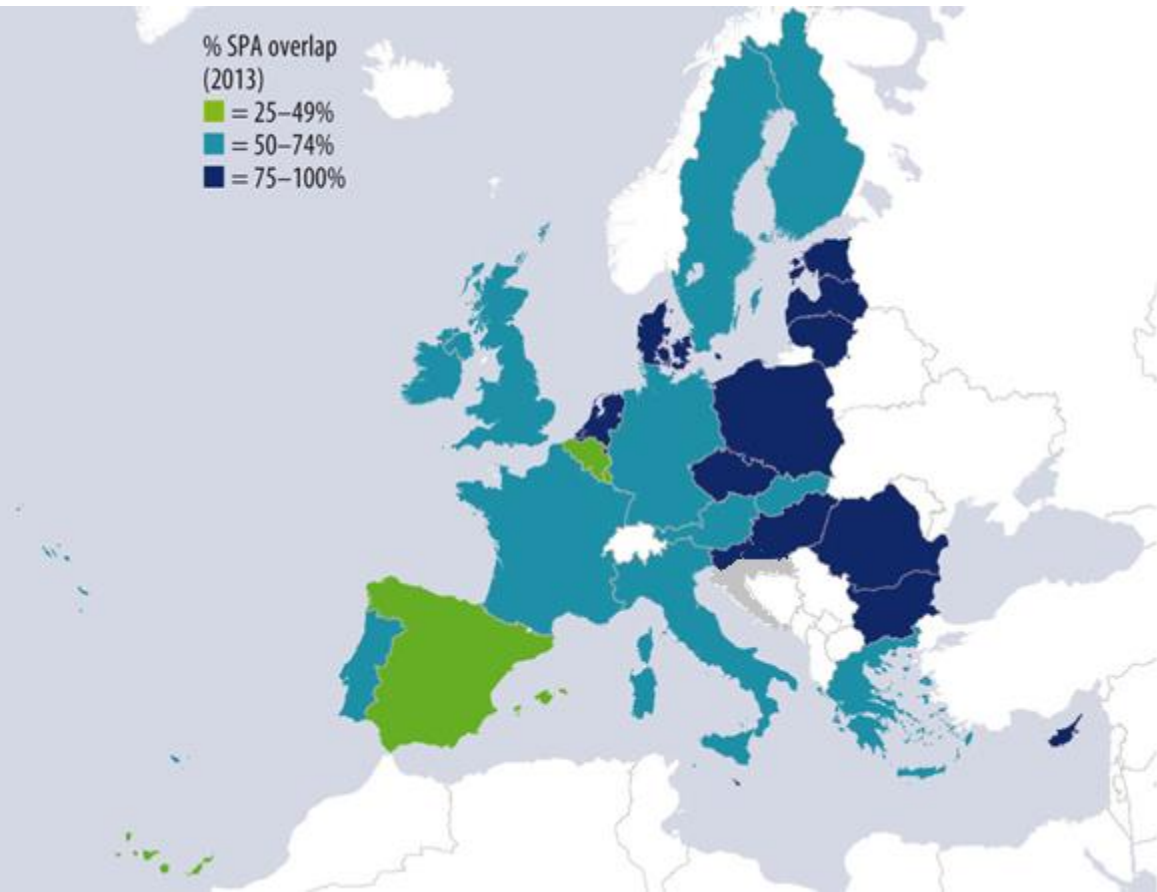 % SPA overlap
(2013)
= 25–49%
= 50–74%
= 75–100%